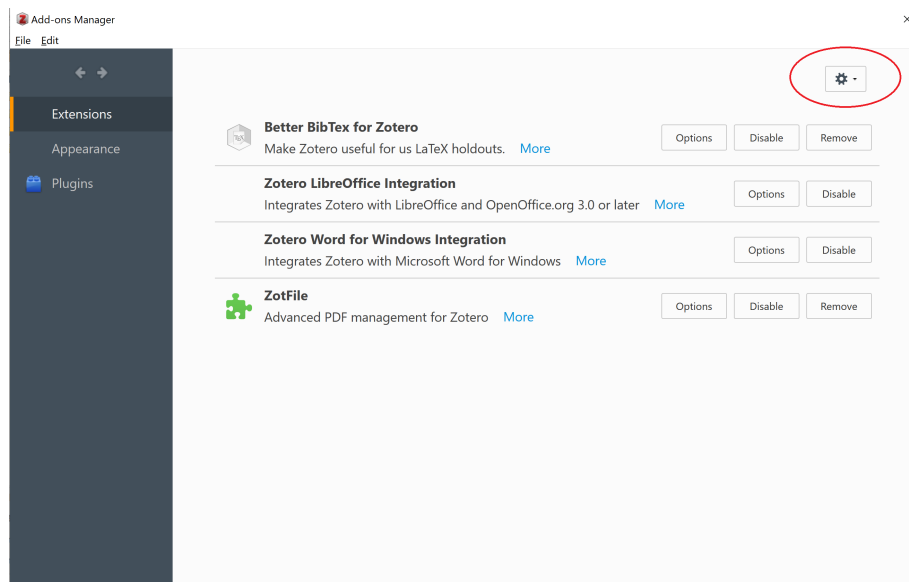 Add-ons Manager
File Edit
Extensions
Appearance
Plugins
Better BibTex for Zotero
Make Zotero useful for us LaTeX holdouts. More
Options Disable Remove
Zotero LibreOffice Integration
Integrates Zotero with LibreOffice and OpenOffice.org 3.0 or later More
Options Disable
Zotero Word for Windows Integration
Integrates Zotero with Microsoft Word for Windows More
Options Disable
ZotFile
Advanced PDF management for Zotero More
Options Disable Remove